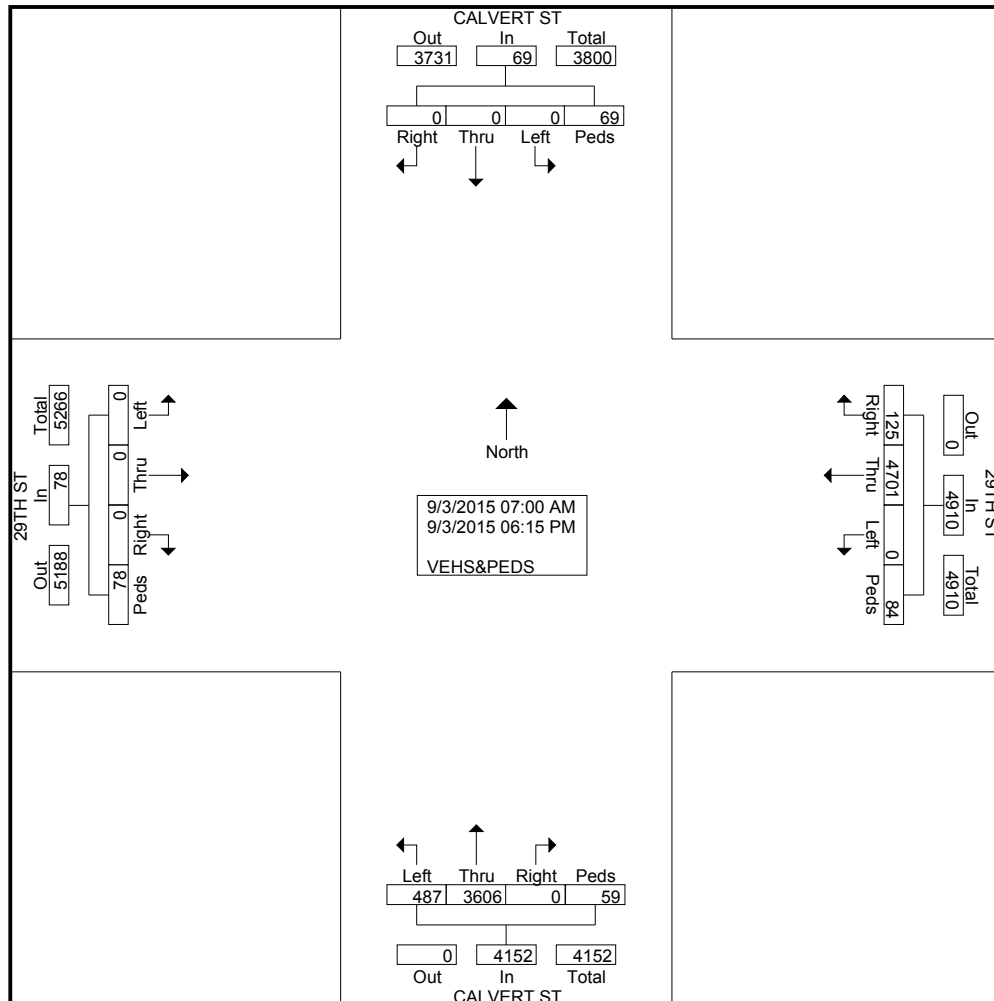 CALVERT ST
Out In Total
3731 69 3800
0 0 0 69
Right Thru Left Peds
29TH ST
Total In Out
5266 78 5188
0 0 0 78
Left Thru Right Peds
North
9/3/2015 07:00 AM
9/3/2015 06:15 PM
VEHS&PEDS
Right Thru Left Peds
125 4701 0 84
Out In Total
0 4910 4910
29TH ST
Left Thru Right Peds
487 3606 0 59
0 4152 4152
Out In Total
CALVERT ST